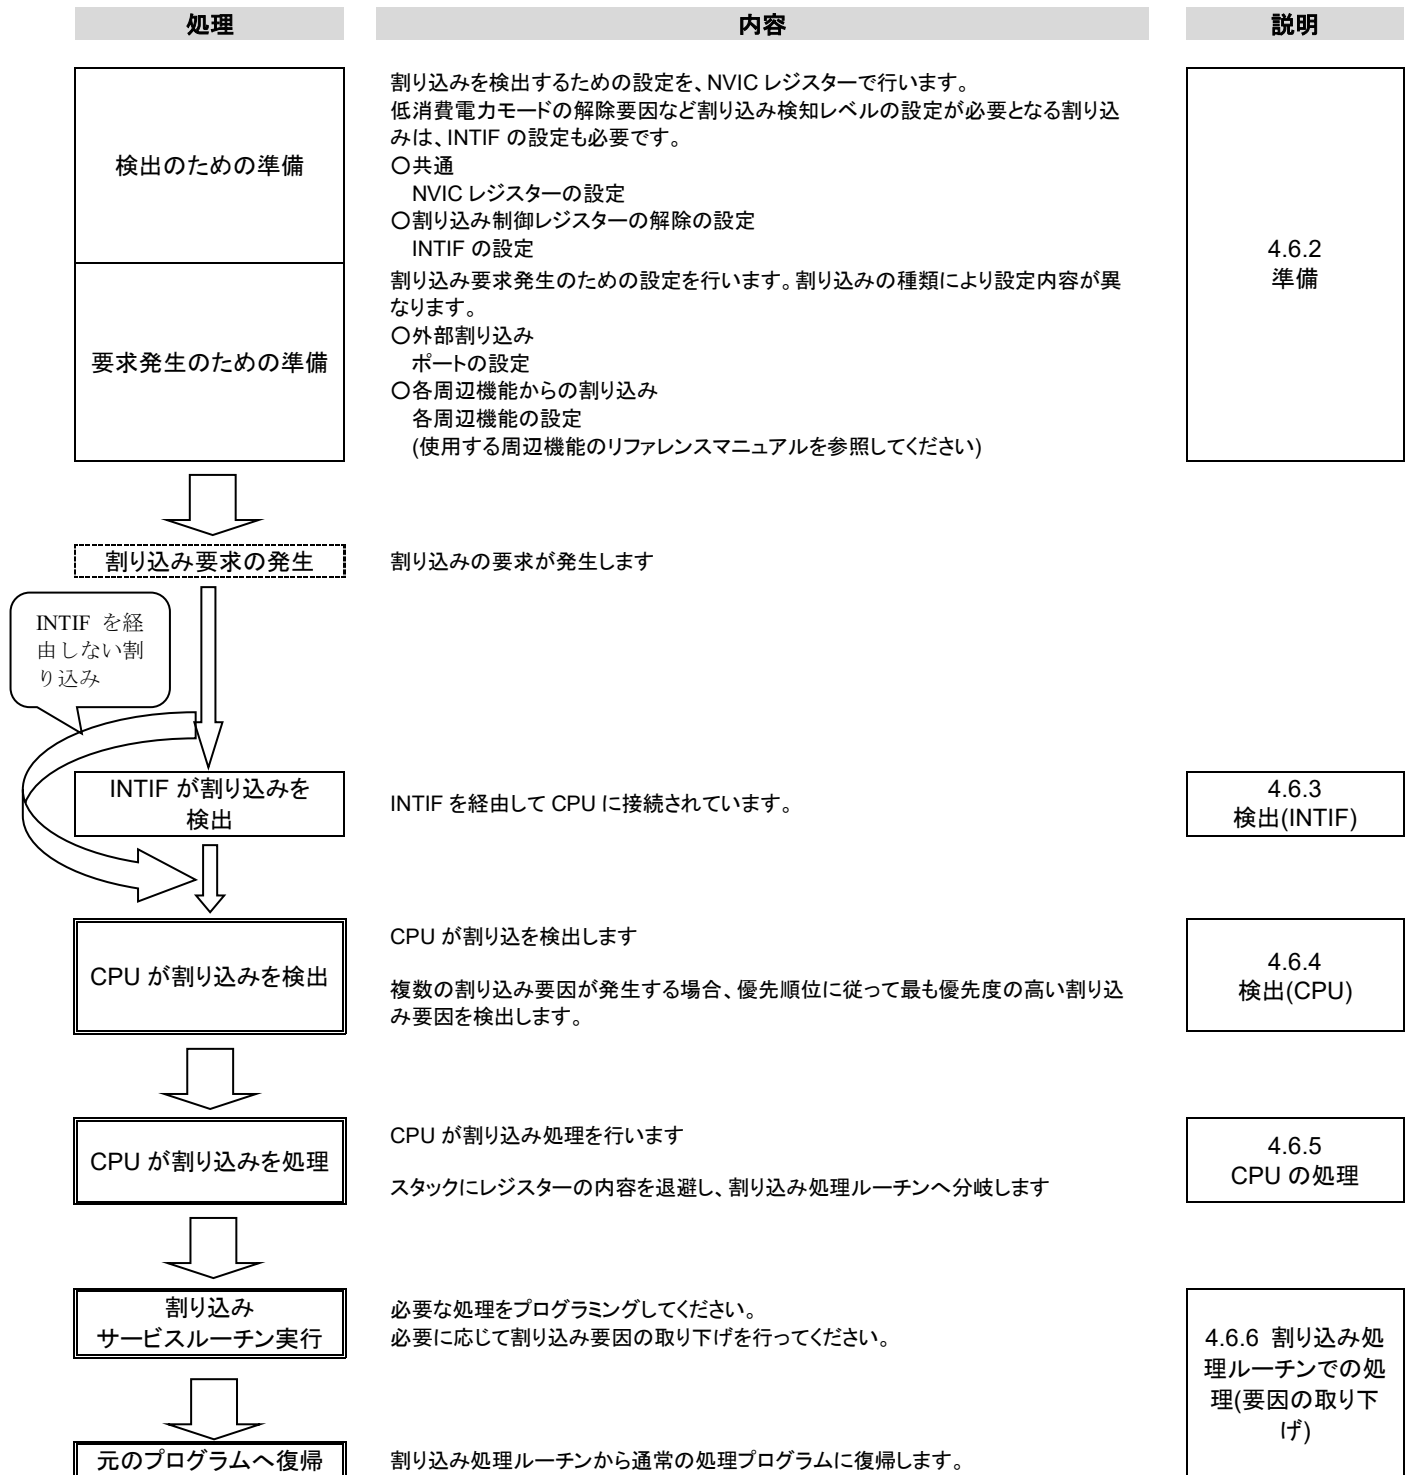 処理
内容
説明
検出のための準備
割り込みを検出するための設定を、NVIC レジスターで行います。
低消費電力モードの解除要因など割り込み検知レベルの設定が必要となる割り込
みは、INTIF の設定も必要です。
〇共通
NVIC レジスターの設定
〇割り込み制御レジスターの解除の設定
INTIF の設定
4.6.2
準備
要求発生のための準備
割り込み要求発生のための設定を行います。割り込みの種類により設定内容が異
なります。
〇外部割り込み
ポートの設定
〇各周辺機能からの割り込み
各周辺機能の設定
(使用する周辺機能のリファレンスマニュアルを参照してください)
割り込み要求の発生
割り込みの要求が発生します
INTIF を経
由しない割
り込み
INTIF が割り込みを
検出
INTIF を経由して CPU に接続されています。
4.6.3
検出(INTIF)
CPU が割り込みを検出
CPU が割り込を検出します
複数の割り込み要因が発生する場合、優先順位に従って最も優先度の高い割り込
み要因を検出します。
4.6.4
検出(CPU)
CPU が割り込みを処理
CPU が割り込み処理を行います
スタックにレジスターの内容を退避し、割り込み処理ルーチンへ分岐します
4.6.5
CPU の処理
割り込み
サービスルーチン実行
必要な処理をプログラミングしてください。
必要に応じて割り込み要因の取り下げを行ってください。
4.6.6 割り込み処
理ルーチンでの処
理(要因の取り下
げ)
元のプログラムへ復帰
割り込み処理ルーチンから通常の処理プログラムに復帰します。